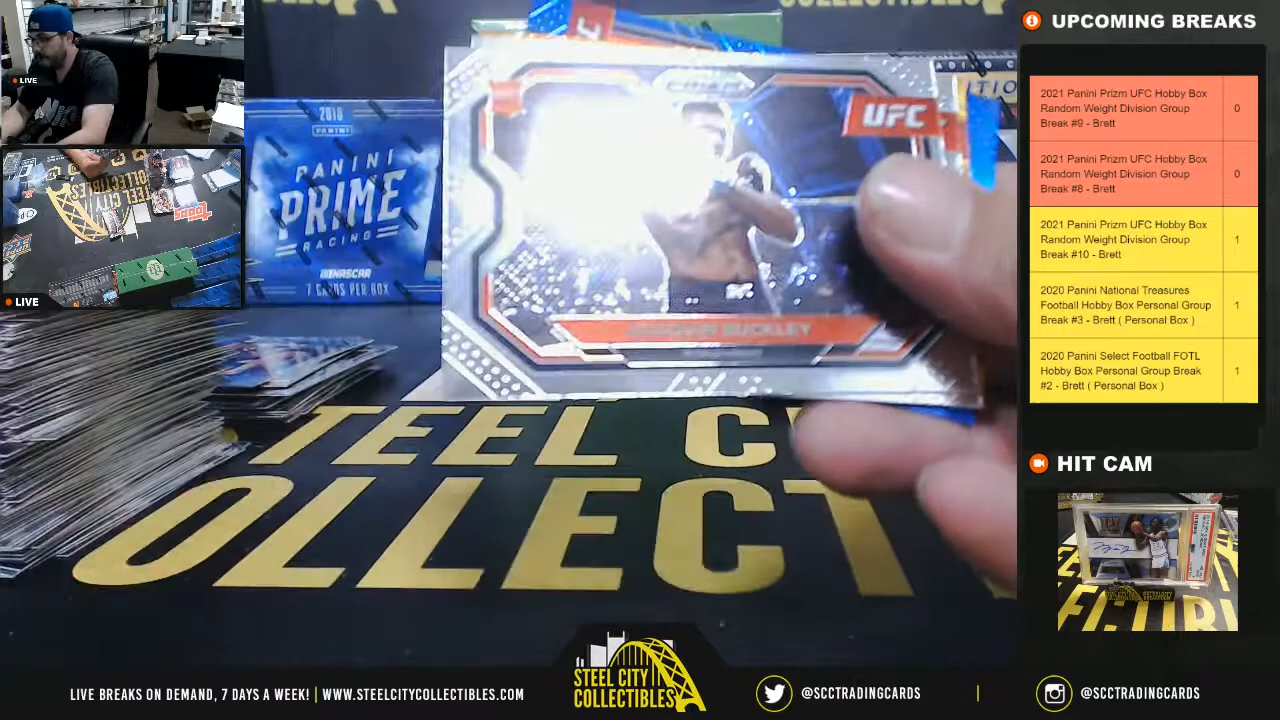 LIVE
LIVE
2018
PANINI
PANINI
PRIME
RACING
NASCAR
7 CARDS PER BOX
UFC
BUCKLEY
TEEL C
OLLECT
UPCOMING BREAKS
2021 Panini Prizm UFC Hobby Box
Random Weight Division Group
Break #9 - Brett
0
2021 Panini Prizm UFC Hobby Box
Random Weight Division Group
Break #8 - Brett
0
2021 Panini Prizm UFC Hobby Box
Random Weight Division Group
Break #10 - Brett
1
2020 Panini National Treasures
Football Hobby Box Personal Group
Break #3 - Brett ( Personal Box )
1
2020 Panini Select Football FOTL
Hobby Box Personal Group Break
#2 - Brett ( Personal Box )
1
HIT CAM
LIVE BREAKS ON DEMAND, 7 DAYS A WEEK! | WWW.STEELCITYCOLLECTIBLES.COM
STEEL CITY
COLLECTIBLES
@SCCTRADINGCARDS
@SCCTRADINGCARDS